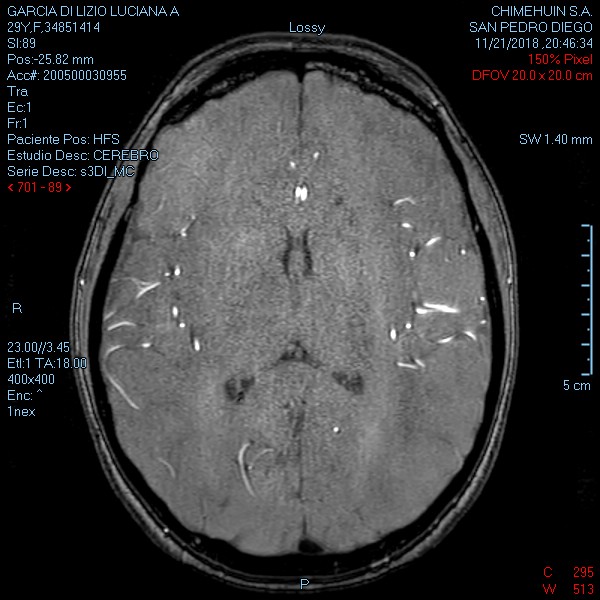 GARCIA DI LIZIO LUCIANA A
29Y,F,34851414
Sl:89
Pos:-25.82 mm
Acc#: 200500030955
Tra
Ec:1
Fr:1
Paciente Pos: HFS
Estudio Desc: CEREBRO
Serie Desc: s3DI_MC
< 701 - 89 >
Lossy
CHIMEHUIN S.A.
SAN PEDRO DIEGO
11/21/2018 ,20:46:34
150% Pixel
DFOV 20.0 x 20.0 cm
SW 1.40 mm
R
23.00//3.45
Etl:1 TA:18.00
400x400
Enc: ^
1nex
5 cm
P
C 295
W 513